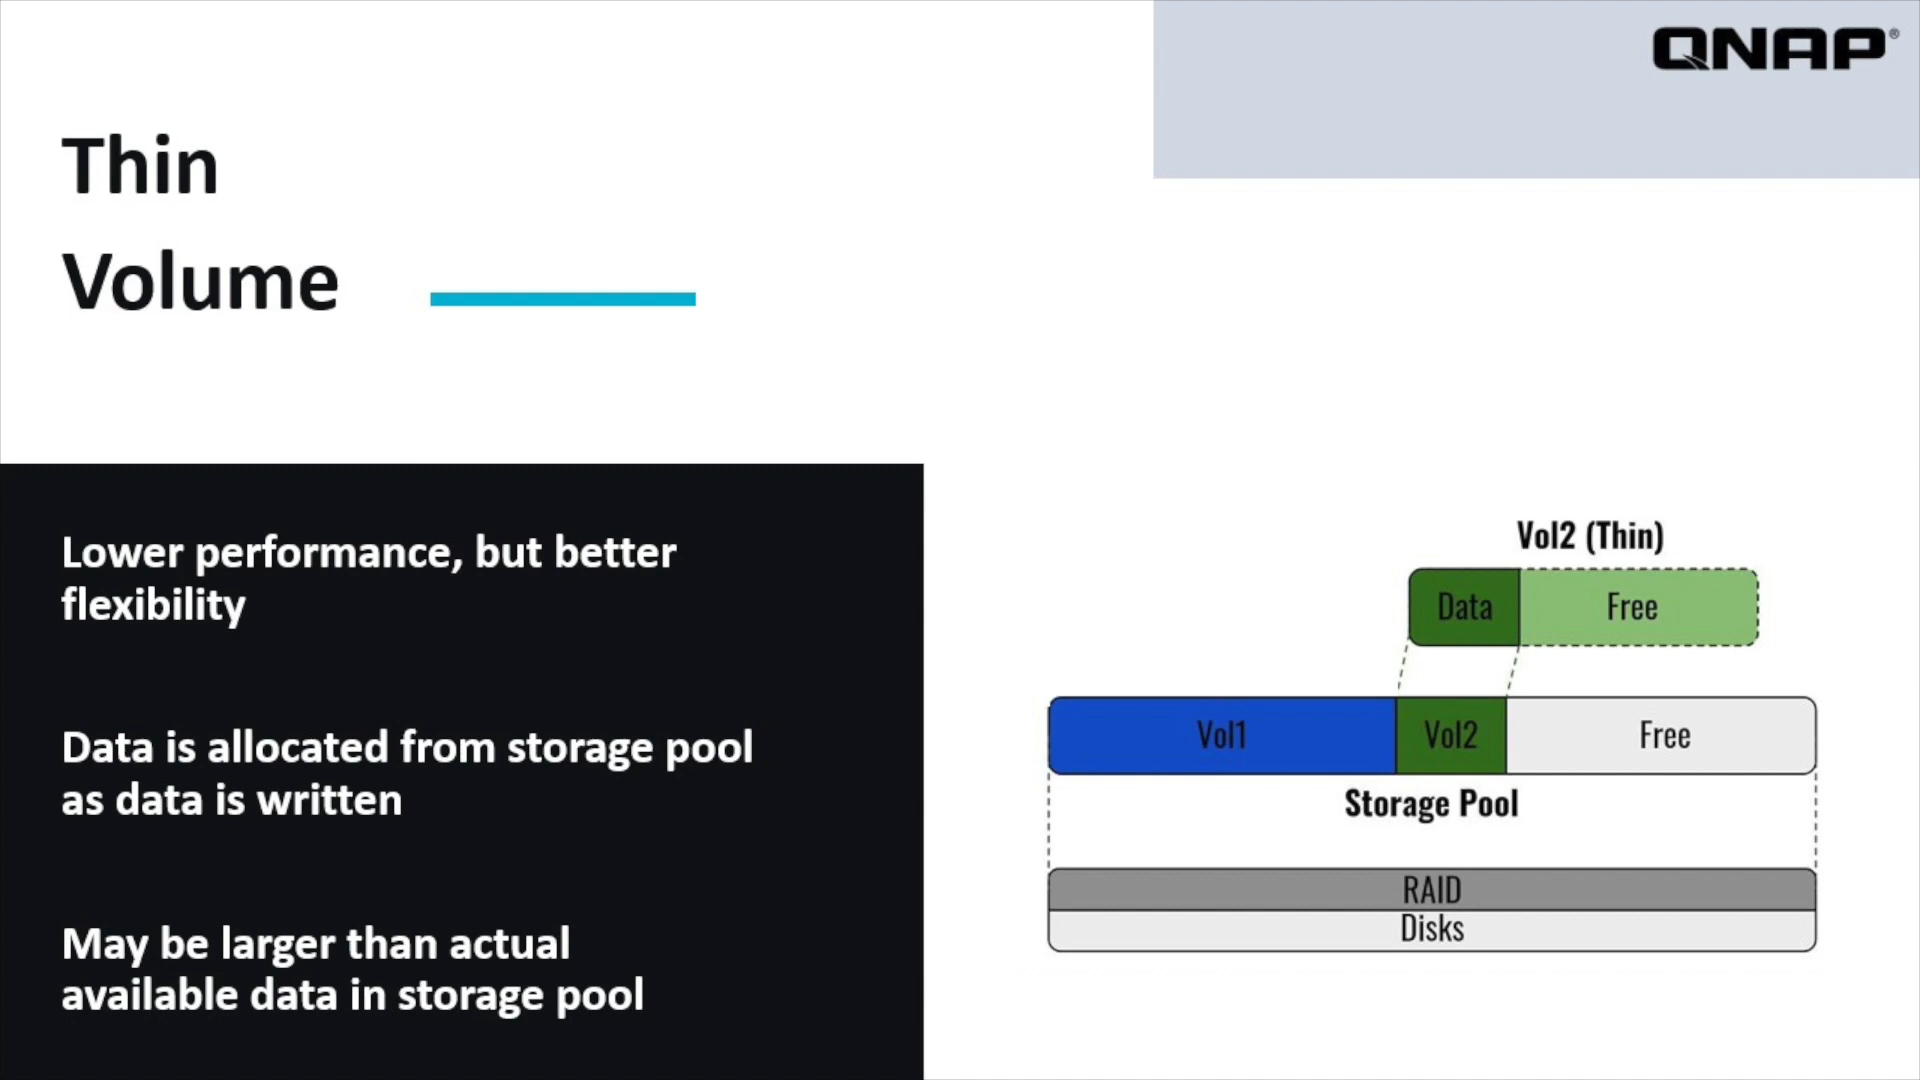 QNAP®
Thin
Volume
Lower performance, but better
flexibility
Data is allocated from storage pool
as data is written
May be larger than actual
available data in storage pool
Vol2 (Thin)
Data
Free
Vol1
Vol2
Free
Storage Pool
RAID
Disks